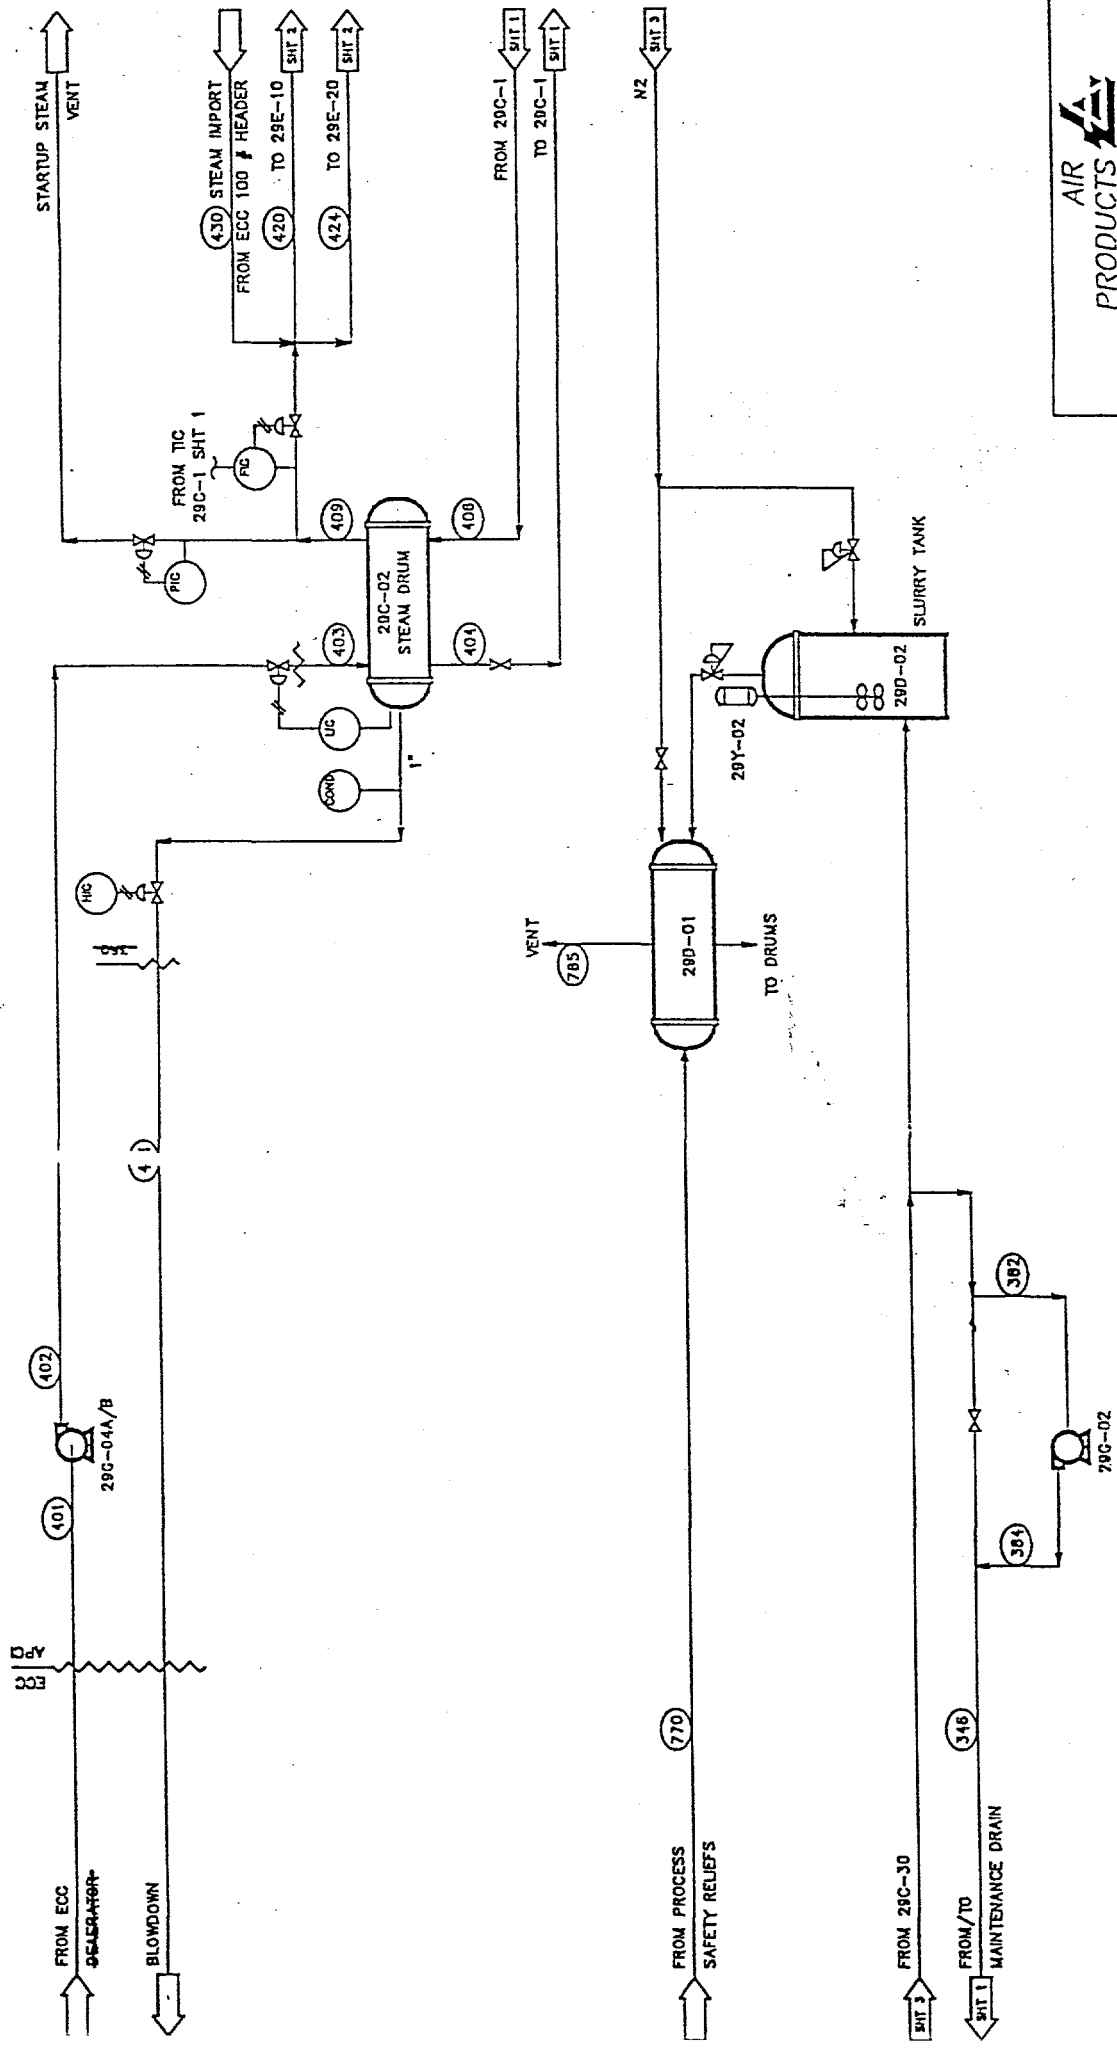 STARTUP STEAM
VENT
430
STEAM IMPORT
FROM ECC 100 # HEADER
420
TO 29E-10
SHT 2
424
TO 29E-20
SHT 2
FROM 29C-1
SHT 1
TO 29C-1
SHT 1
N2
SHT 3
AIR
PRODUCTS
FROM TIC
29C-1 SHT 1
FIC
PIC
409
408
29C-02
STEAM DRUM
403
404
COND
1"
HIC
SLURRY TANK
29D-02
29Y-02
VENT
785
29D-01
TO DRUMS
402
29G-04A/B
401
382
29G-02
384
ECC
APCI
770
346
FROM ECC
DEAERATOR
BLOWDOWN
FROM PROCESS
SAFETY RELIEFS
FROM 29C-30
SHT 3
FROM/TO
MAINTENANCE DRAIN
SHT 1